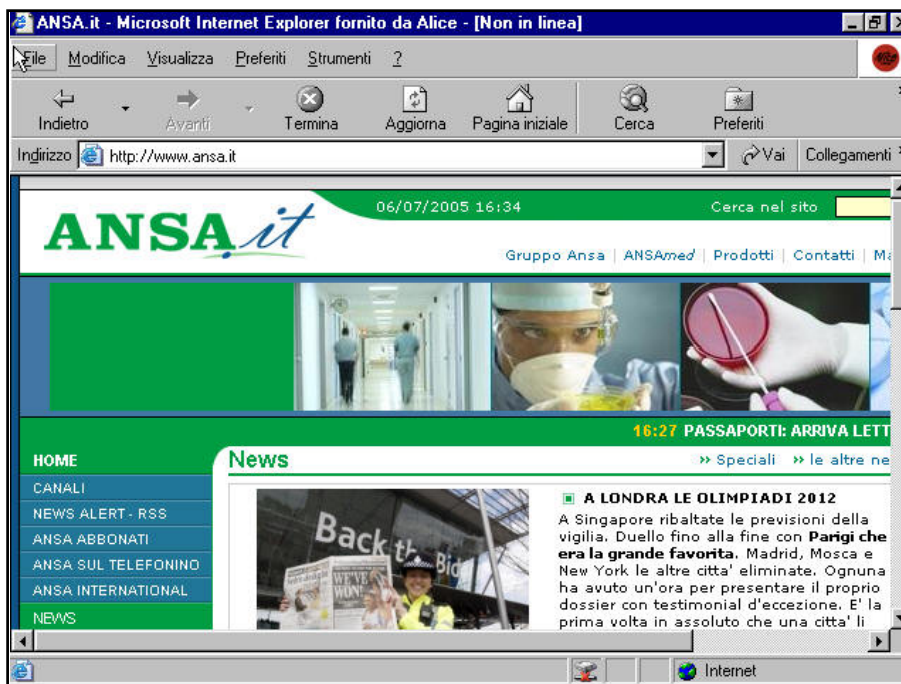 ANSA.it - Microsoft Internet Explorer fornito da Alice - [Non in linea]
File Modifica Visualizza Preferiti Strumenti ?
Indietro Avanti Termina Aggiorna Pagina iniziale Cerca Preferiti
Indirizzo http://www.ansa.it Vai Collegamenti
ANSA.it
06/07/2005 16:34 Cerca nel sito
Gruppo Ansa | ANSAmed | Prodotti | Contatti | Ma
16:27 PASSAPORTI: ARRIVA LETT
HOME
CANALI
NEWS ALERT - RSS
ANSA ABBONATI
ANSA SUL TELEFONINO
ANSA INTERNATIONAL
NEWS
News
» Speciali » le altre ne
Back the Bid
WE'VE
WON!
A LONDRA LE OLIMPIADI 2012
A Singapore ribaltate le previsioni della
vigilia. Duello fino alla fine con Parigi che
era la grande favorita. Madrid, Mosca e
New York le altre citta' eliminate. Ognuna
ha avuto un'ora per presentare il proprio
dossier con testimonial d'eccezione. E' la
prima volta in assoluto che una citta' li
Internet